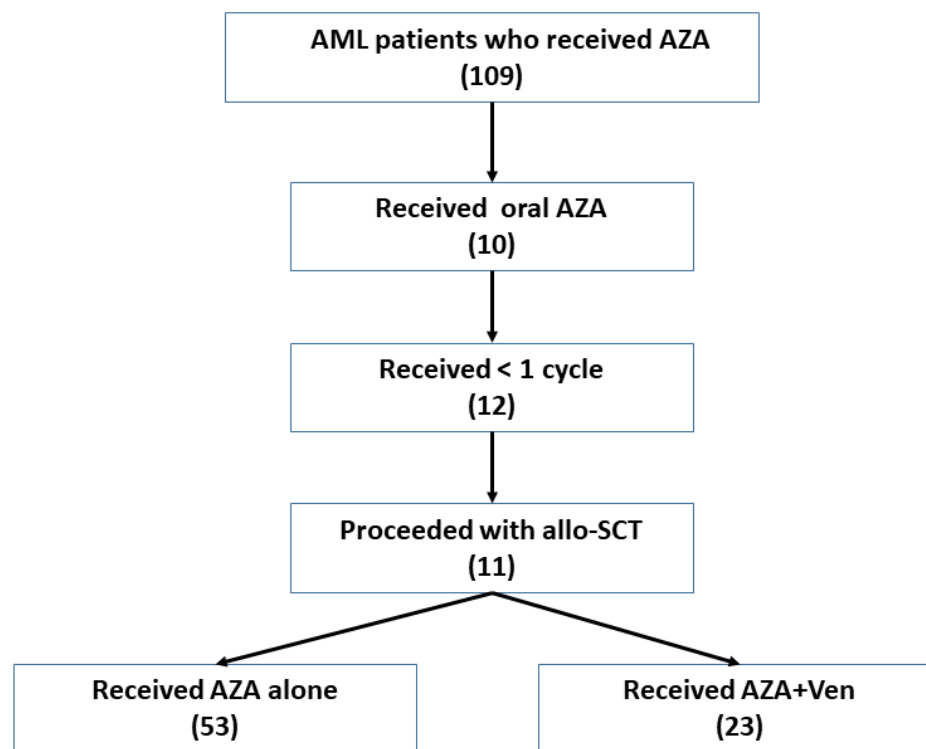 AML patients who received AZA
(109)
Received oral AZA
(10)
Received < 1 cycle
(12)
Proceeded with allo-SCT
(11)
Received AZA alone
(53)
Received AZA+Ven
(23)